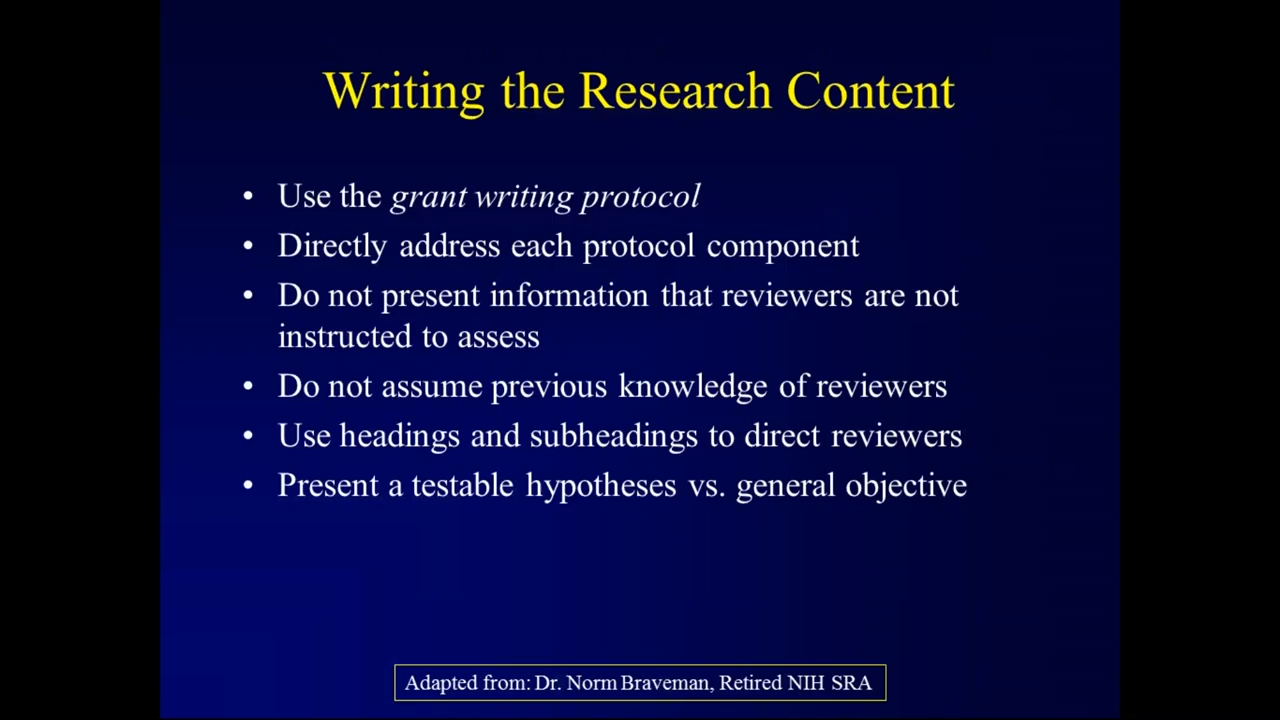 Writing the Research Content
• Use the grant writing protocol
• Directly address each protocol component
• Do not present information that reviewers are not
instructed to assess
• Do not assume previous knowledge of reviewers
• Use headings and subheadings to direct reviewers
• Present a testable hypotheses vs. general objective
Adapted from: Dr. Norm Braveman, Retired NIH SRA